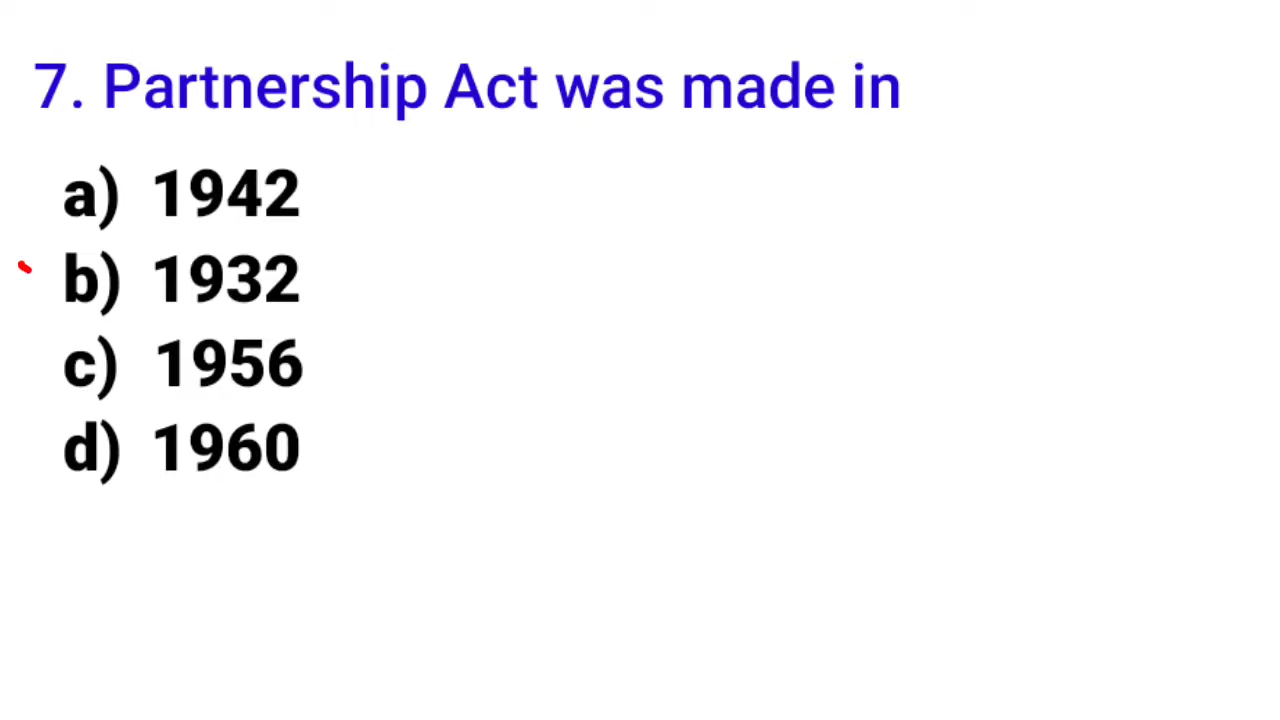 7. Partnership Act was made in
a) 1942
b) 1932
c) 1956
d) 1960